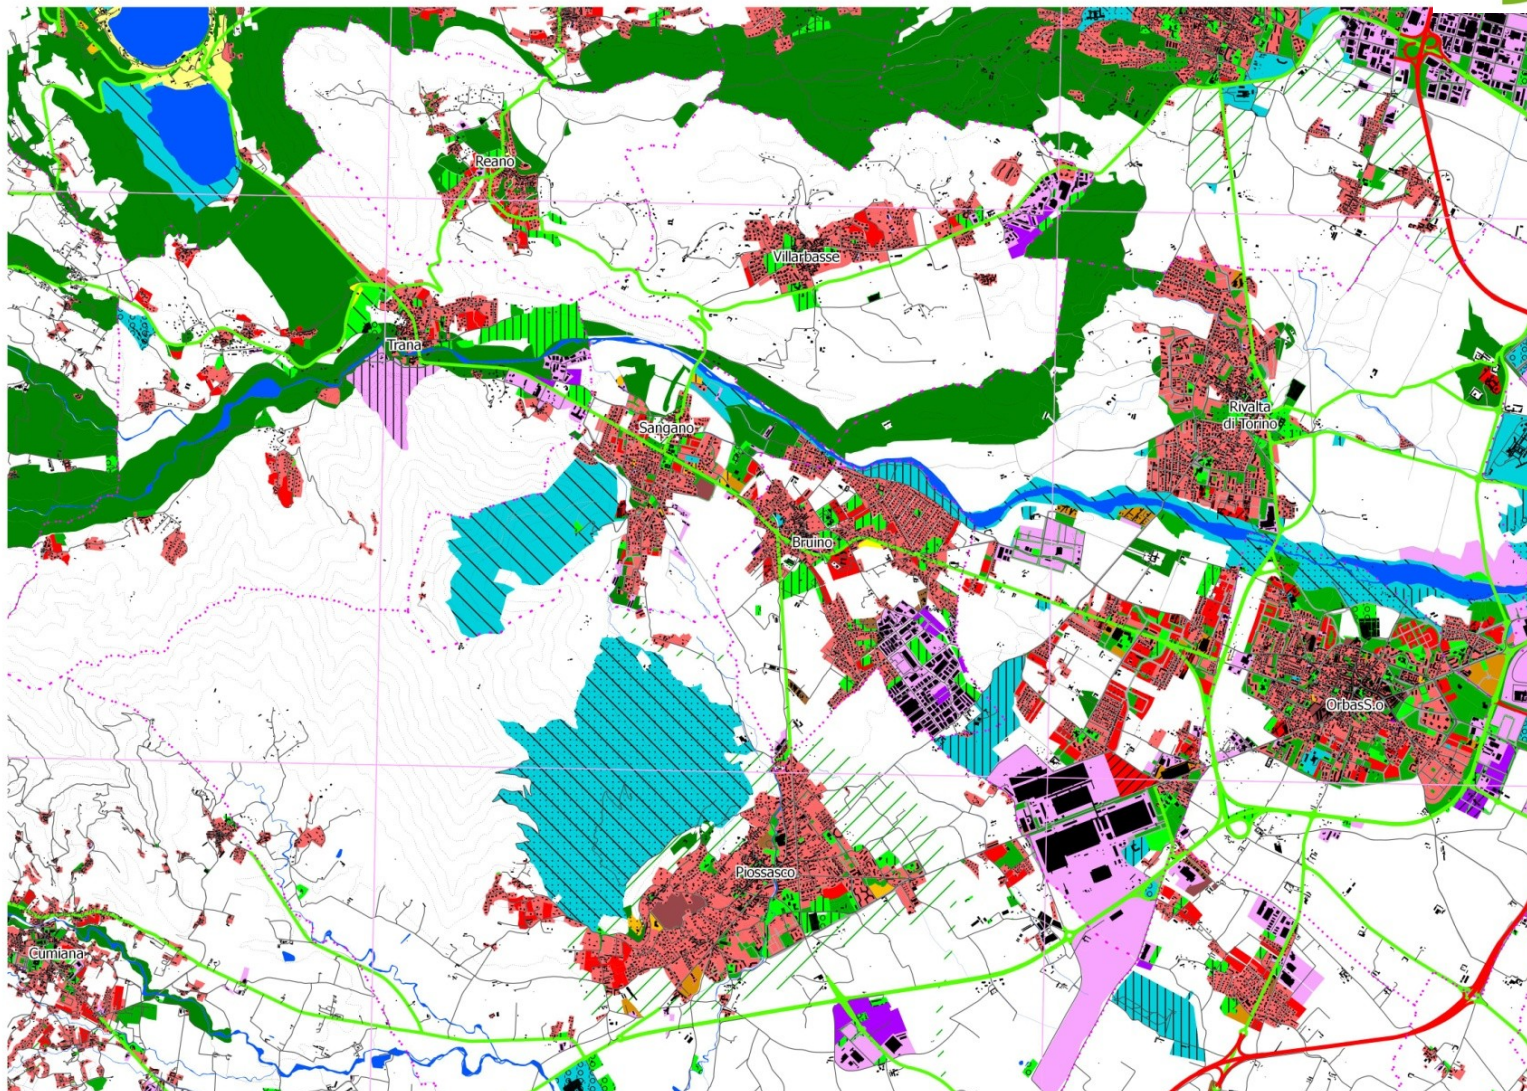 Reano
Villarbasse
Trana
Rivalta
di Torino
Sangano
Bruino
OrbasS.o
Piossasco
Cumiana